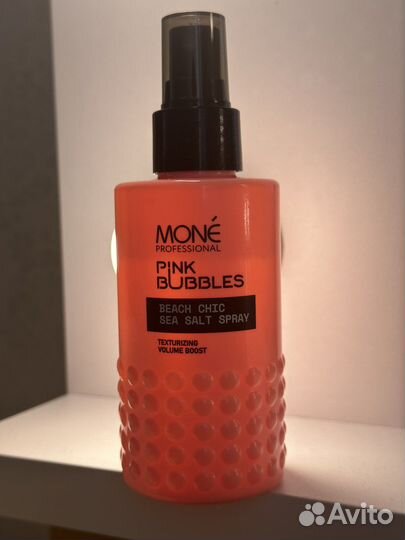 MONÉ
PROFESSIONAL
PINK
BUBBLES
BEACH CHIC
SEA SALT SPRAY
TEXTURIZING
VOLUME BOOST
Avito